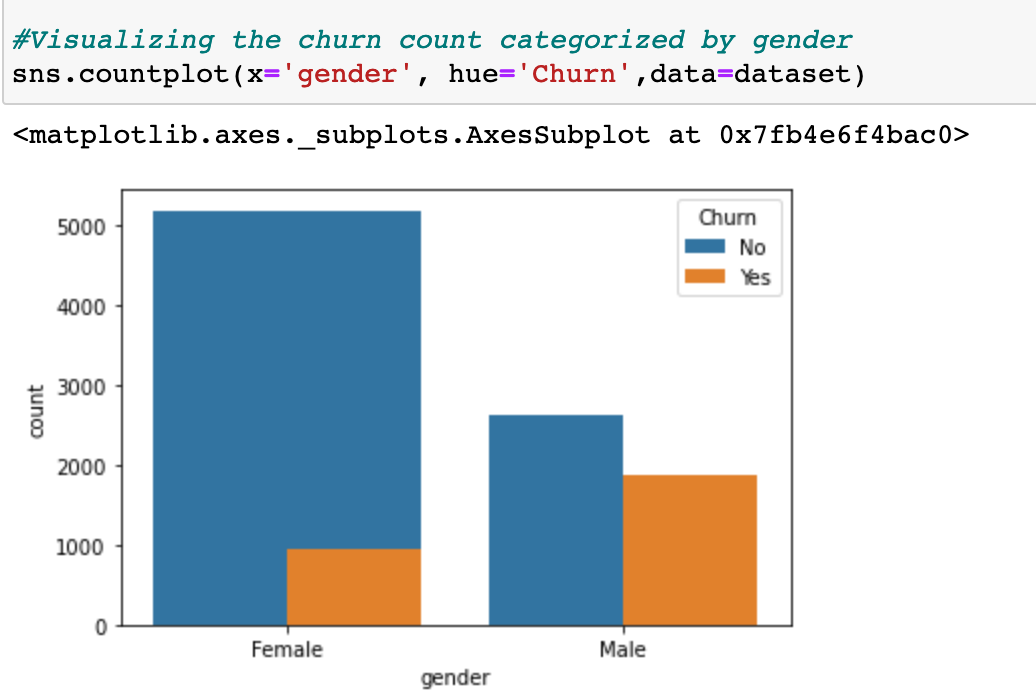 #Visualizing the churn count categorized by gender
sns.countplot(x='gender', hue='Churn',data=dataset)
<matplotlib.axes._subplots.AxesSubplot at 0x7fb4e6f4bac0>
Churn
No
Yes
5000
4000
3000
2000
1000
0
count
Female Male
gender